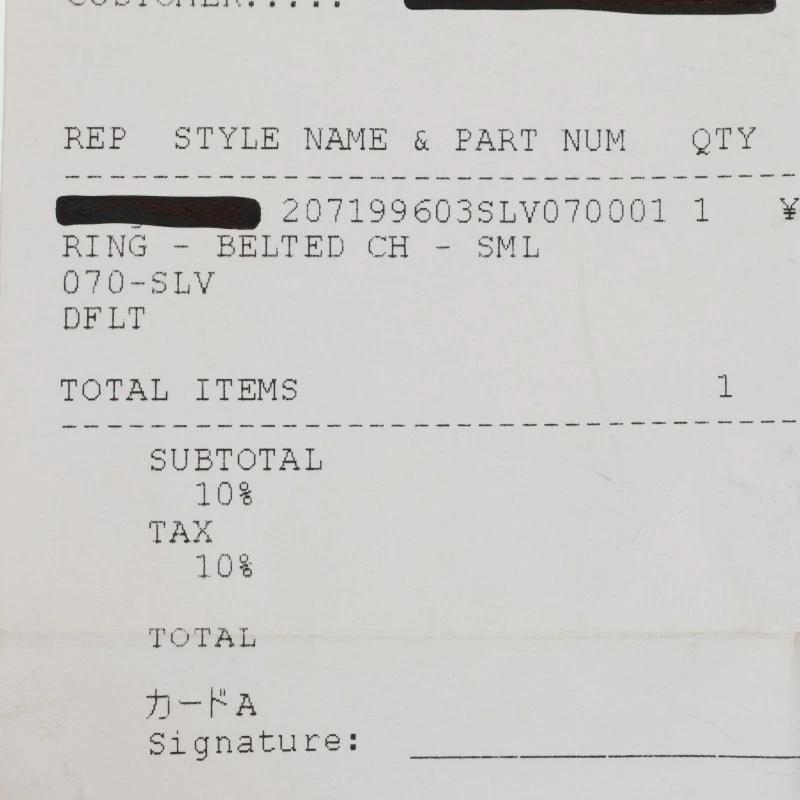 CUSTOMER.....
REP STYLE NAME & PART NUM QTY
207199603SLV070001 1 ¥
RING - BELTED CH - SML
070-SLV
DFLT
TOTAL ITEMS 1
SUBTOTAL
10%
TAX
10%
TOTAL
カードA
Signature: